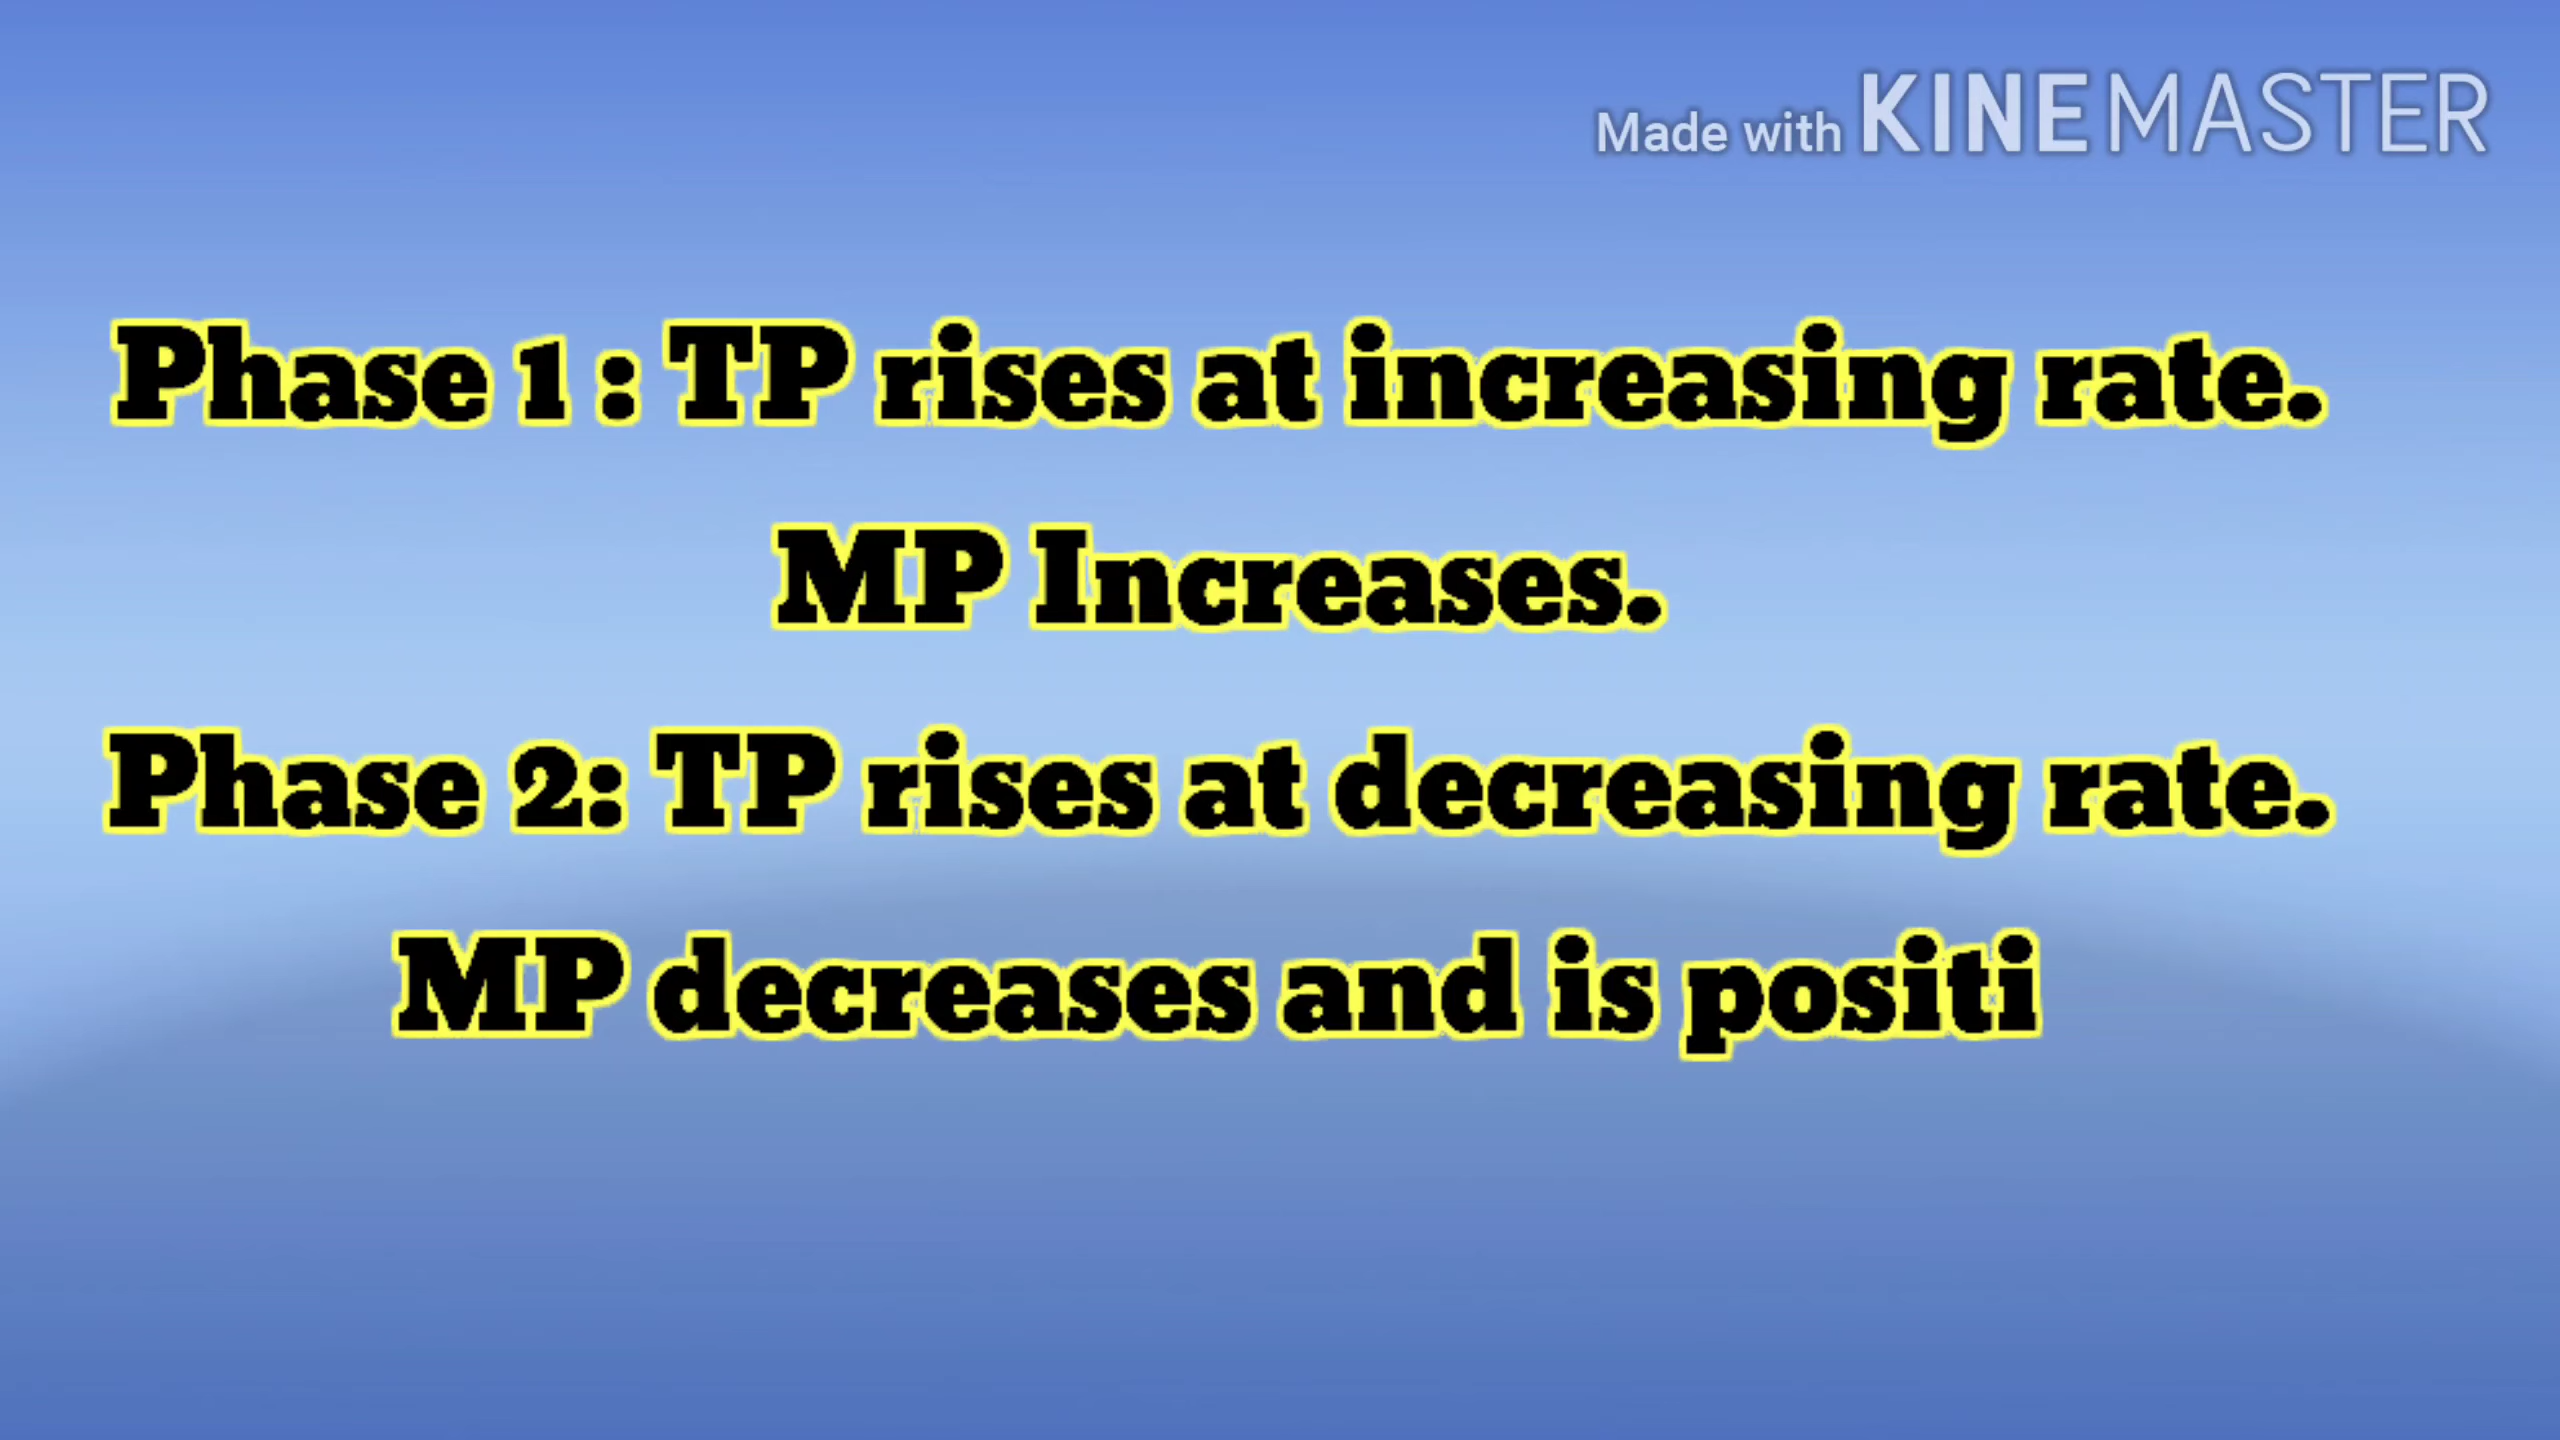 Made with KINEMASTER
Phase 1 : TP rises at increasing rate.
MP Increases.
Phase 2: TP rises at decreasing rate.
MP decreases and is positi